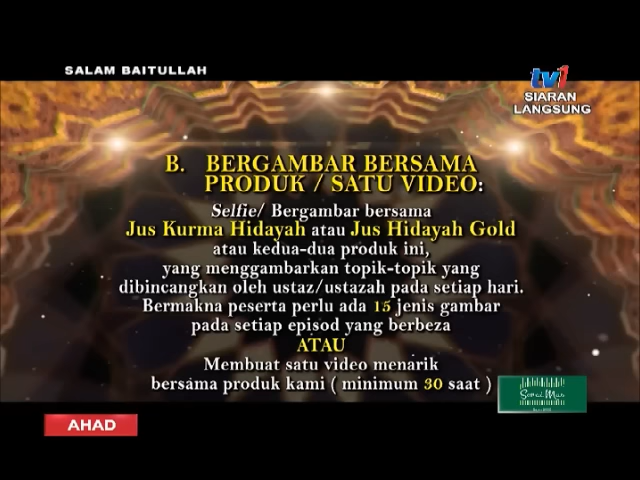 SALAM BAITULLAH
tv1
SIARAN
LANGSUNG
B. BERGAMBAR BERSAMA
PRODUK / SATU VIDEO:
Selfie/ Bergambar bersama
Jus Kurma Hidayah atau Jus Hidayah Gold
atau kedua-dua produk ini,
yang menggambarkan topik-topik yang
dibincangkan oleh ustaz/ustazah pada setiap hari.
Bermakna peserta perlu ada 15 jenis gambar
pada setiap episod yang berbeza
ATAU
Membuat satu video menarik
bersama produk kami ( minimum 30 saat )
AHAD